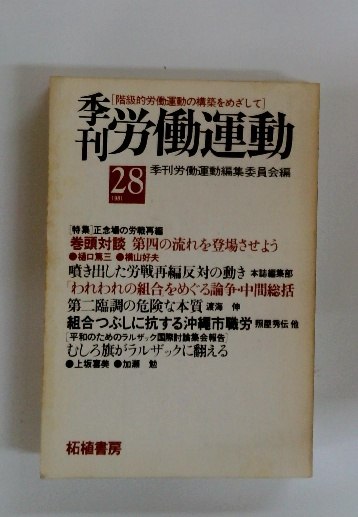 [階級的労働運動の構築をめざして]
季刊労働運動
28
1981
季刊労働運動編集委員会編
[特集]正念場の労戦再編
巻頭対談 第四の流れを登場させよう
●樋口篤三 ●横山好夫
噴き出した労戦再編反対の動き 本誌編集部
「われわれの組合をめぐる論争・中間総括
第二臨調の危険な本質 渡海 伸
組合つぶしに抗する沖縄市職労 照屋秀伝 他
[平和のためのラルザック国際討論集会報告]
むしろ旗がラルザックに翻える
●上坂喜美 ●加瀬 勉
柘植書房